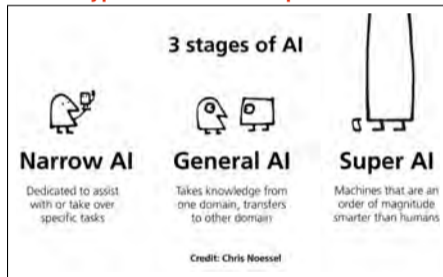 3 stages of AI
Narrow AI
General AI
Super AI
Dedicated to assist
with or take over
specific tasks
Takes knowledge from
one domain, transfers
to other domain
Machines that are an
order of magnitude
smarter than humans
Credit: Chris Noessel